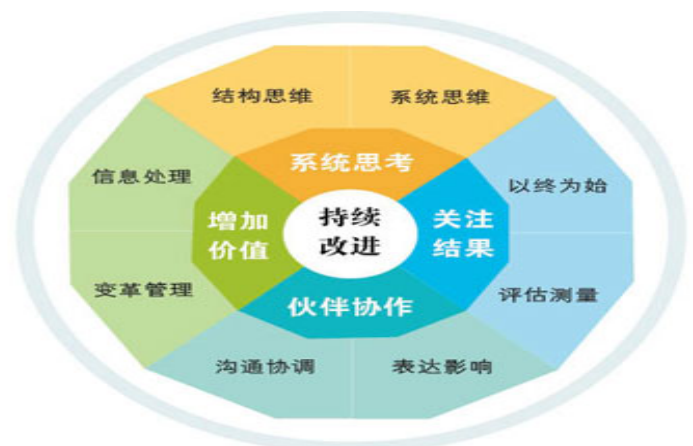 结构思维
系统思维
系统思考
信息处理
以终为始
增加
价值
持续
改进
关注
结果
变革管理
评估测量
伙伴协作
沟通协调
表达影响